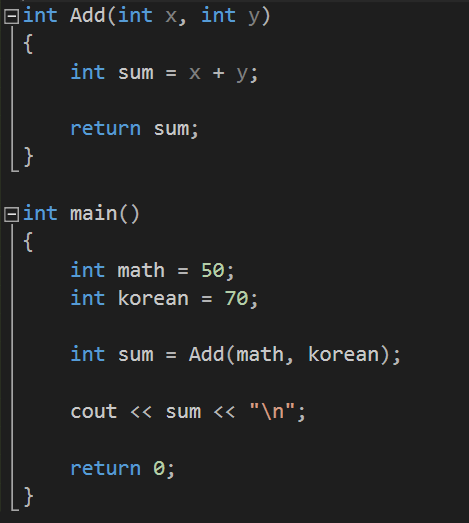 int Add(int x, int y)
{
    int sum = x + y;

    return sum;
}

int main()
{
    int math = 50;
    int korean = 70;

    int sum = Add(math, korean);

    cout << sum << "\n";

    return 0;
}